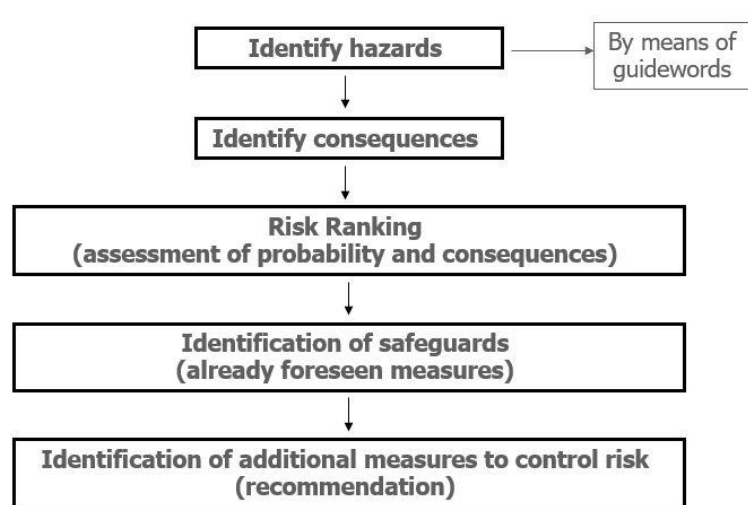 Identify hazards
By means of
guidewords
Identify consequences
Risk Ranking
(assessment of probability and consequences)
Identification of safeguards
(already foreseen measures)
Identification of additional measures to control risk
(recommendation)